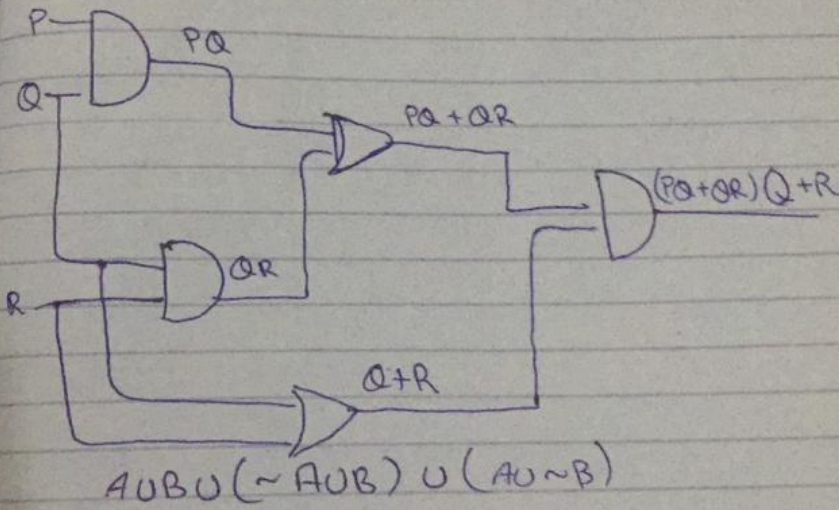 P
PQ
Q
PQ + QR
(PQ+QR)Q+R
QR
R
Q+R
AUBU(~AUB) U (AU~B)